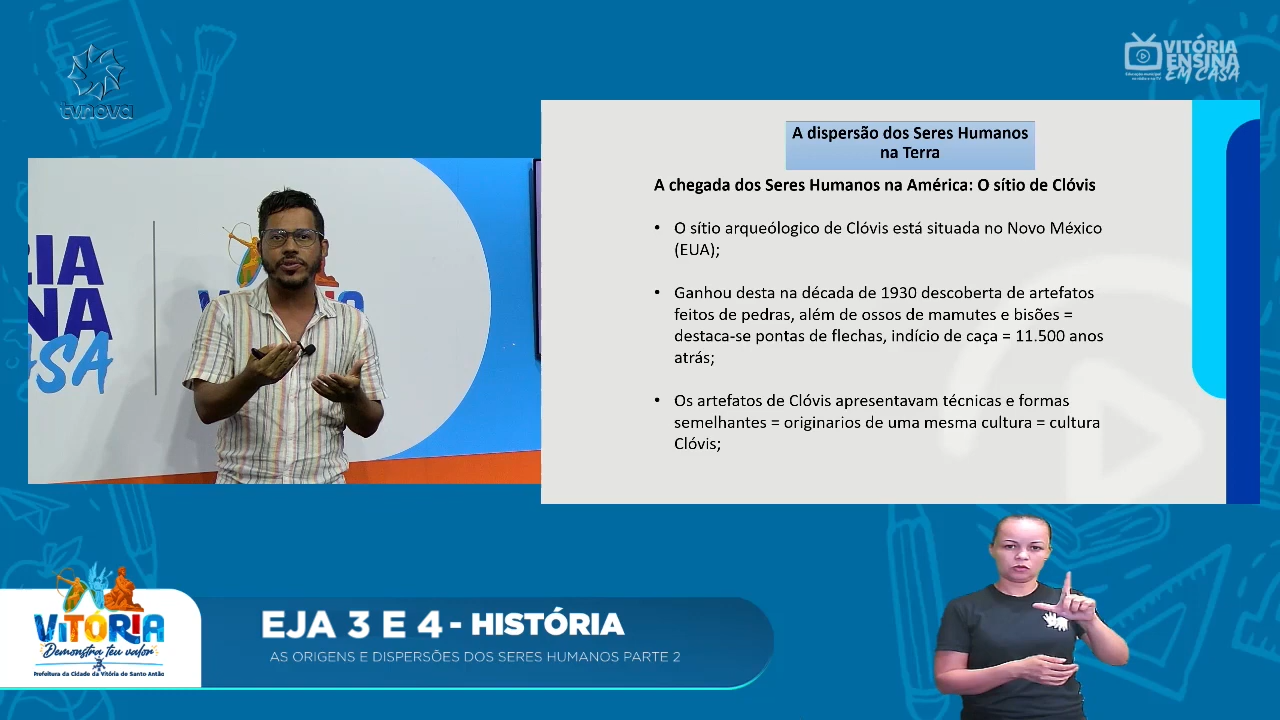 tvnova
VITÓRIA
ENSINA
EM CASA
A dispersão dos Seres Humanos
na Terra
A chegada dos Seres Humanos na América: O sítio de Clóvis
• O sítio arqueólogico de Clóvis está situada no Novo México
(EUA);
• Ganhou desta na década de 1930 descoberta de artefatos
feitos de pedras, além de ossos de mamutes e bisões =
destaca-se pontas de flechas, indício de caça = 11.500 anos
atrás;
• Os artefatos de Clóvis apresentavam técnicas e formas
semelhantes = originarios de uma mesma cultura = cultura
Clóvis;
EJA 3 E 4 - HISTÓRIA
AS ORIGENS E DISPERSÕES DOS SERES HUMANOS PARTE 2
VITÓRIA
Demonstra teu valor
Prefeitura da Cidade da Vitória de Santo Antão